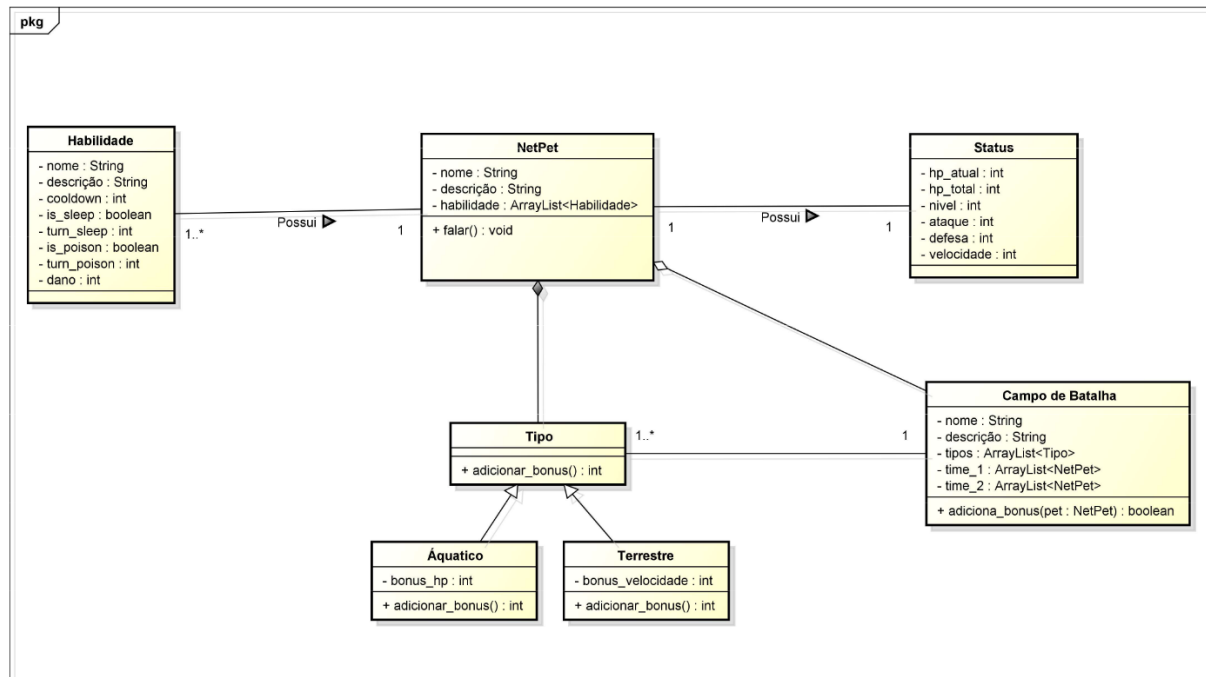 pkg
Habilidade
- nome : String
- descrição : String
- cooldown : int
- is_sleep : boolean
- turn_sleep : int
- is_poison : boolean
- turn_poison : int
- dano : int
1..*
Possui
1
NetPet
- nome : String
- descrição : String
- habilidade : ArrayList<Habilidade>
+ falar() : void
1
Possui
1
Status
- hp_atual : int
- hp_total : int
- nivel : int
- ataque : int
- defesa : int
- velocidade : int
Tipo
+ adicionar_bonus() : int
1..*
1
Campo de Batalha
- nome : String
- descrição : String
- tipos : ArrayList<Tipo>
- time_1 : ArrayList<NetPet>
- time_2 : ArrayList<NetPet>
+ adiciona_bonus(pet : NetPet) : boolean
Áquatico
- bonus_hp : int
+ adicionar_bonus() : int
Terrestre
- bonus_velocidade : int
+ adicionar_bonus() : int